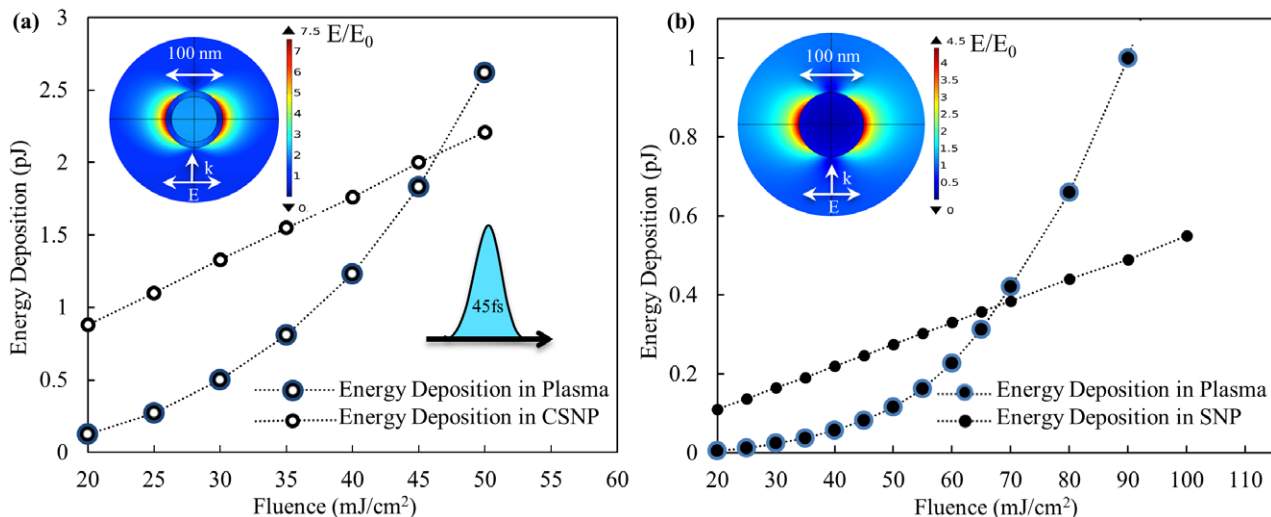 (a)
3
2.5
2
1.5
1
0.5
0
Energy Deposition (pJ)
100 nm
7.5
E/E0
7
6
5
4
3
2
1
0
k
E
45fs
Energy Deposition in Plasma
Energy Deposition in CSNP
20 25 30 35 40 45 50 55 60
Fluence (mJ/cm²)
(b)
1
0.8
0.6
0.4
0.2
0
Energy Deposition (pJ)
100 nm
4.5
E/E0
4
3.5
3
2.5
2
1.5
1
0.5
0
k
E
Energy Deposition in Plasma
Energy Deposition in SNP
20 30 40 50 60 70 80 90 100 110
Fluence (mJ/cm²)